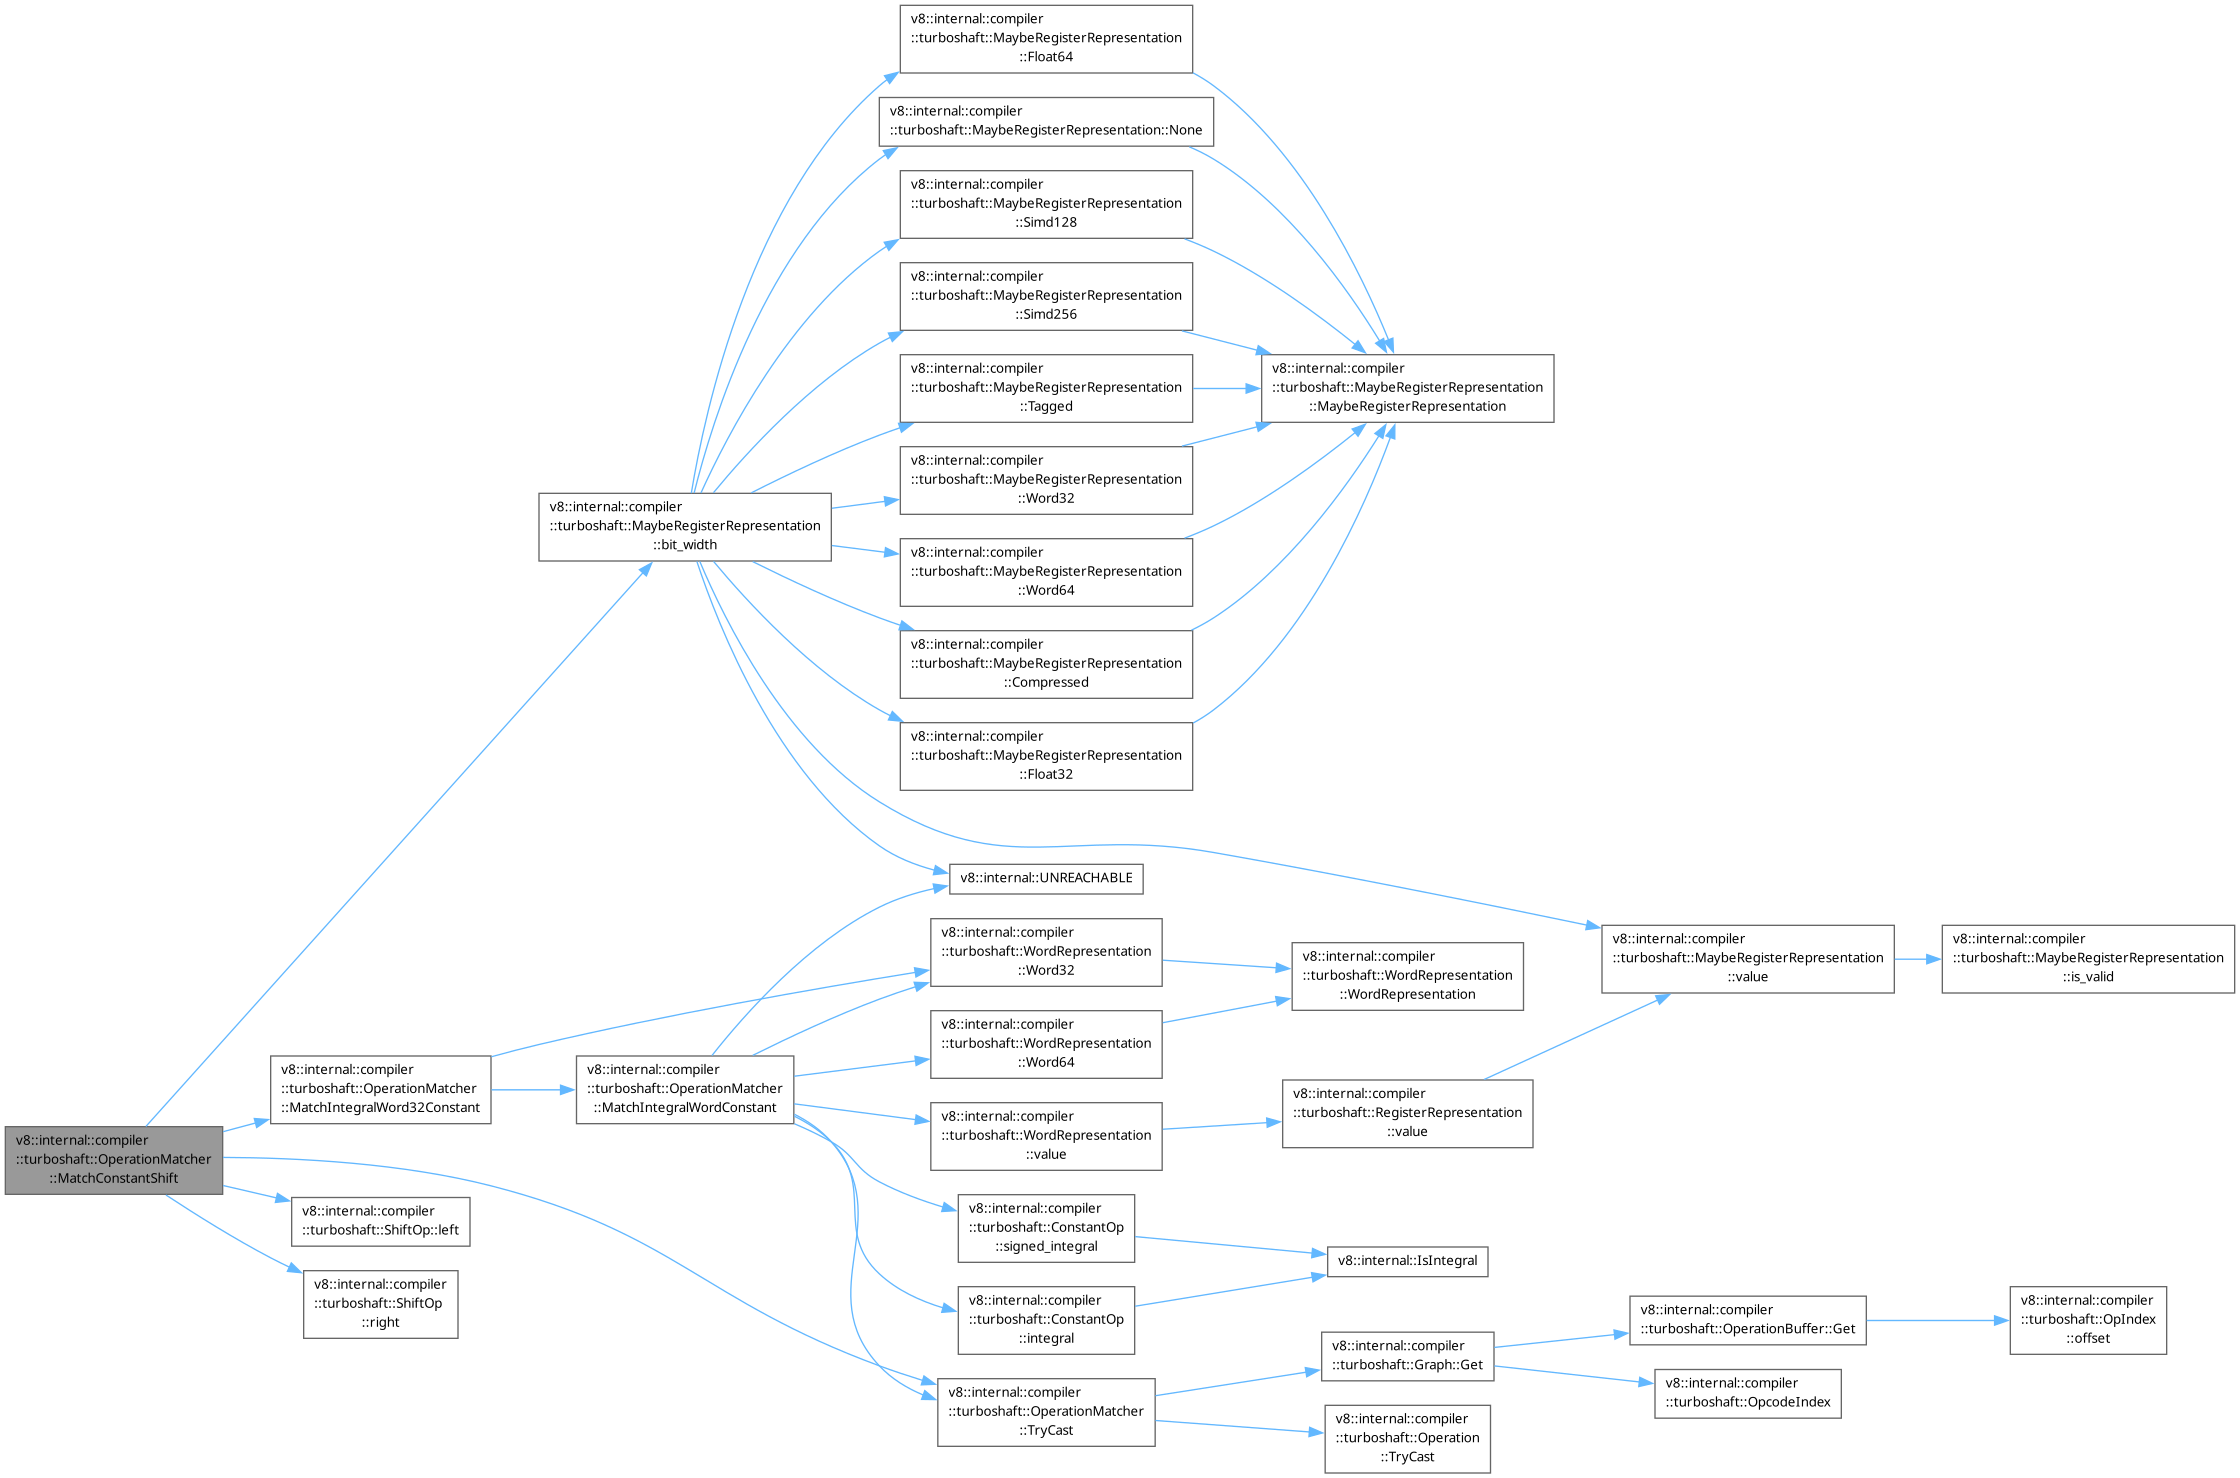 v8::internal::compiler
::turboshaft::MaybeRegisterRepresentation
::Float64
v8::internal::compiler
::turboshaft::MaybeRegisterRepresentation::None
v8::internal::compiler
::turboshaft::MaybeRegisterRepresentation
::Simd128
v8::internal::compiler
::turboshaft::MaybeRegisterRepresentation
::Simd256
v8::internal::compiler
::turboshaft::MaybeRegisterRepresentation
::Tagged
v8::internal::compiler
::turboshaft::MaybeRegisterRepresentation
::MaybeRegisterRepresentation
v8::internal::compiler
::turboshaft::MaybeRegisterRepresentation
::Word32
v8::internal::compiler
::turboshaft::MaybeRegisterRepresentation
::bit_width
v8::internal::compiler
::turboshaft::MaybeRegisterRepresentation
::Word64
v8::internal::compiler
::turboshaft::MaybeRegisterRepresentation
::Compressed
v8::internal::compiler
::turboshaft::MaybeRegisterRepresentation
::Float32
v8::internal::UNREACHABLE
v8::internal::compiler
::turboshaft::WordRepresentation
::Word32
v8::internal::compiler
::turboshaft::WordRepresentation
::WordRepresentation
v8::internal::compiler
::turboshaft::MaybeRegisterRepresentation
::value
v8::internal::compiler
::turboshaft::MaybeRegisterRepresentation
::is_valid
v8::internal::compiler
::turboshaft::WordRepresentation
::Word64
v8::internal::compiler
::turboshaft::OperationMatcher
::MatchIntegralWord32Constant
v8::internal::compiler
::turboshaft::OperationMatcher
::MatchIntegralWordConstant
v8::internal::compiler
::turboshaft::WordRepresentation
::value
v8::internal::compiler
::turboshaft::RegisterRepresentation
::value
v8::internal::compiler
::turboshaft::OperationMatcher
::MatchConstantShift
v8::internal::compiler
::turboshaft::ShiftOp::left
v8::internal::compiler
::turboshaft::ConstantOp
::signed_integral
v8::internal::IsIntegral
v8::internal::compiler
::turboshaft::ShiftOp
::right
v8::internal::compiler
::turboshaft::ConstantOp
::integral
v8::internal::compiler
::turboshaft::OperationBuffer::Get
v8::internal::compiler
::turboshaft::OpIndex
::offset
v8::internal::compiler
::turboshaft::Graph::Get
v8::internal::compiler
::turboshaft::OpcodeIndex
v8::internal::compiler
::turboshaft::OperationMatcher
::TryCast
v8::internal::compiler
::turboshaft::Operation
::TryCast